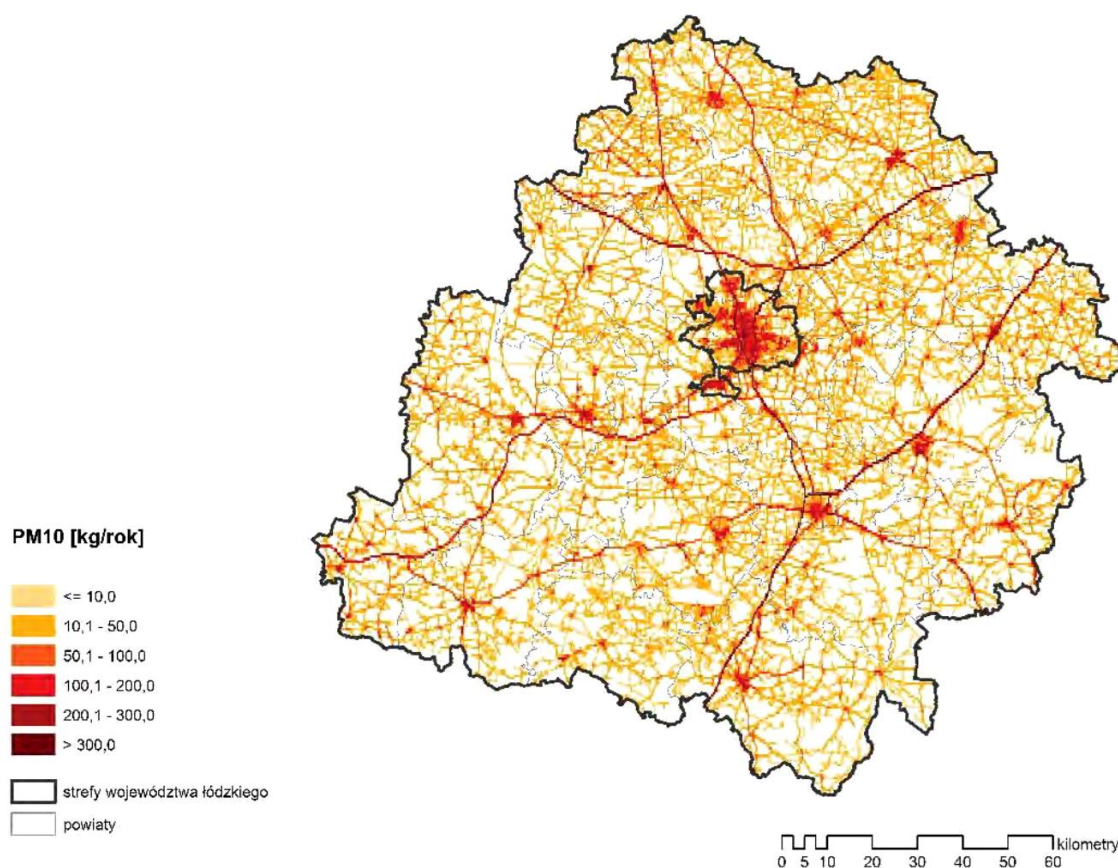 PM10 [kg/rok]
<= 10,0
10,1 - 50,0
50,1 - 100,0
100,1 - 200,0
200,1 - 300,0
> 300,0
strefy województwa łódzkiego
powiaty
kilometry
0 5 10 20 30 40 50 60